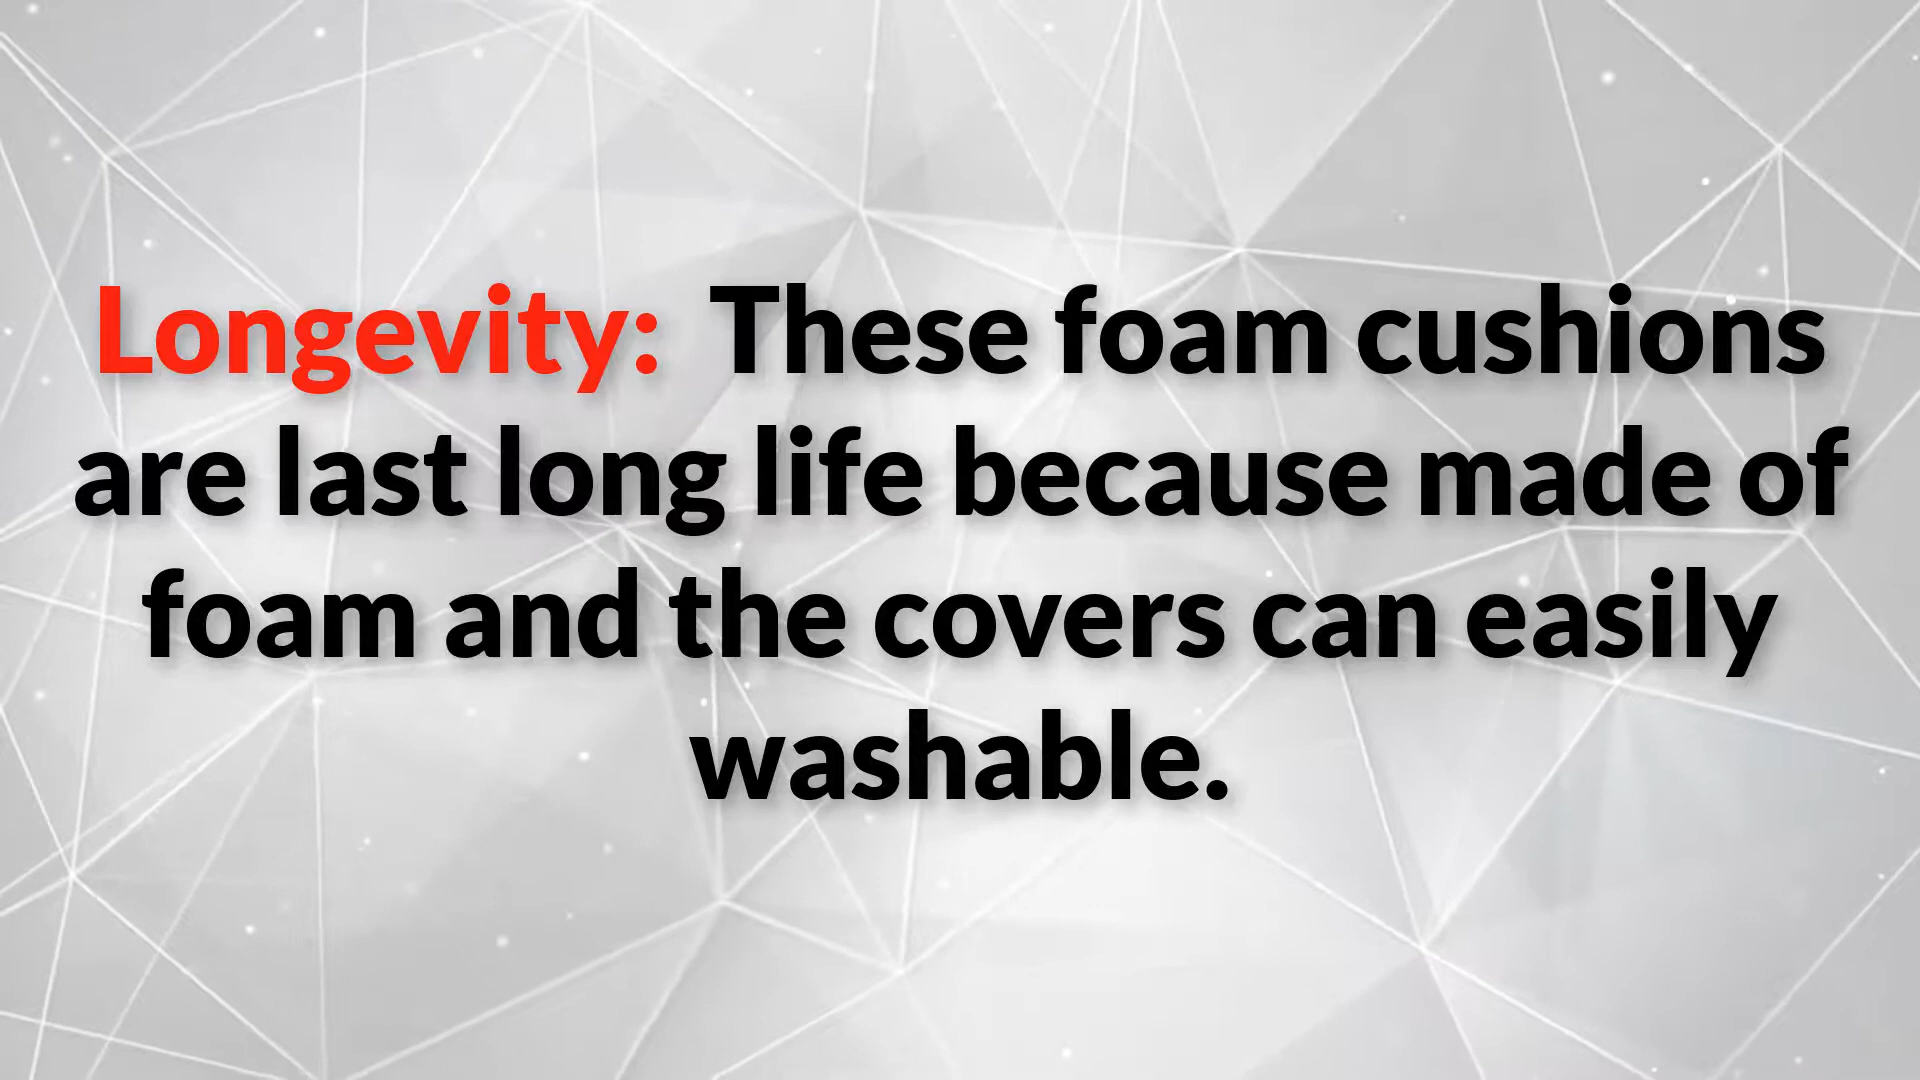 Longevity: These foam cushions
are last long life because made of
foam and the covers can easily
washable.